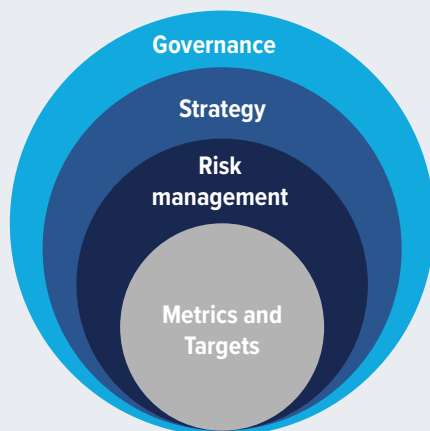 Governance
Strategy
Risk
management
Metrics and
Targets